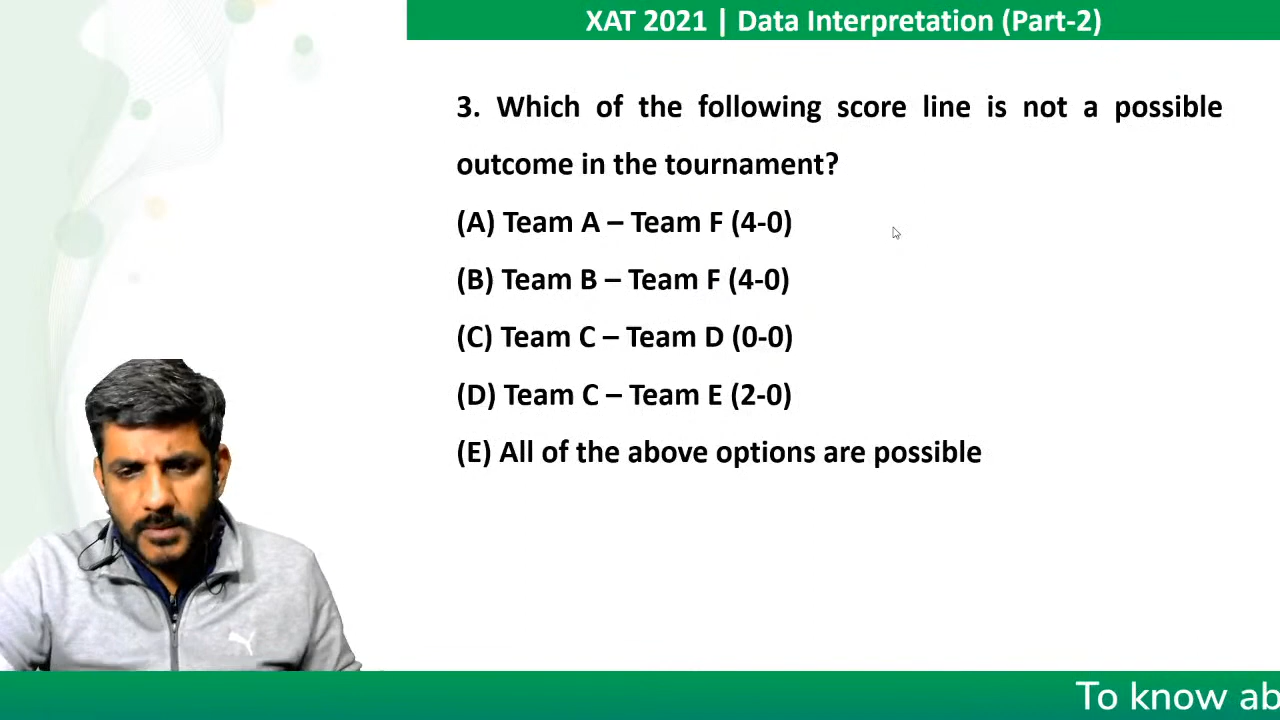 XAT 2021 | Data Interpretation (Part-2)
3. Which of the following score line is not a possible
outcome in the tournament?
(A) Team A – Team F (4-0)
(B) Team B – Team F (4-0)
(C) Team C – Team D (0-0)
(D) Team C – Team E (2-0)
(E) All of the above options are possible
To know ab